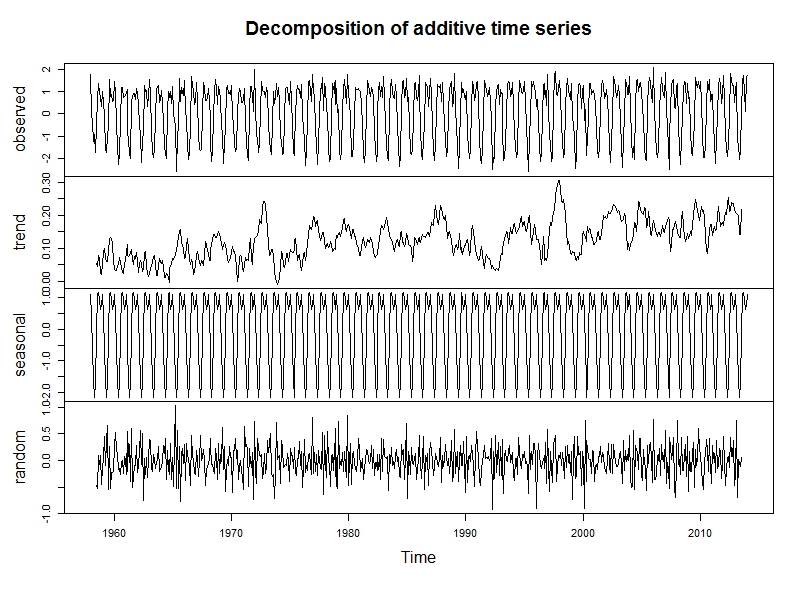 Decomposition of additive time series
observed
2
1
0
-1
-2
trend
0.30
0.20
0.10
0.00
seasonal
1.0
0.0
-1.0
-2.0
random
1.0
0.5
0.0
-1.0
1960 1970 1980 1990 2000 2010
Time